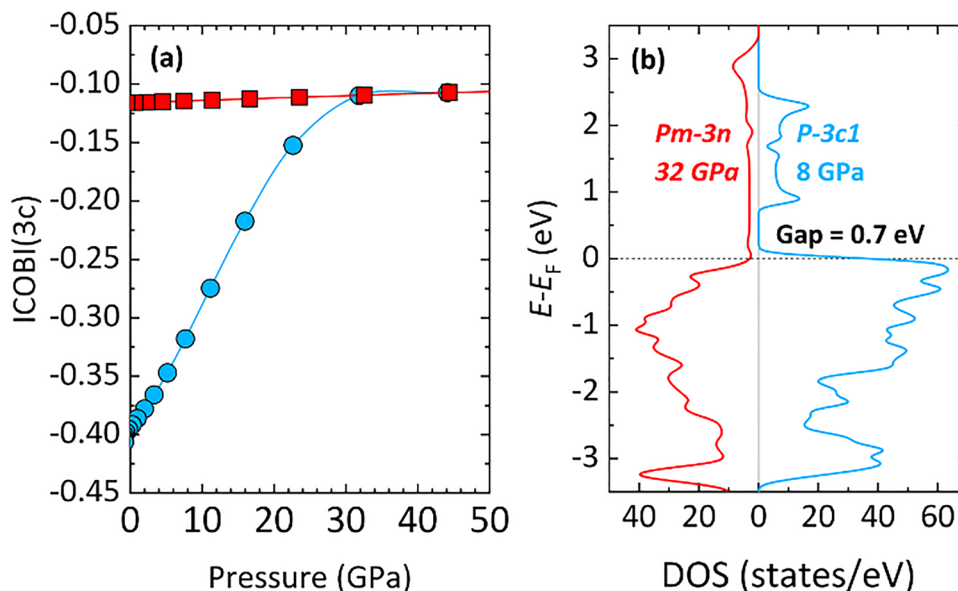 (a)
ICOBI(3c)
-0.05
-0.10
-0.15
-0.20
-0.25
-0.30
-0.35
-0.40
-0.45
0 10 20 30 40 50
Pressure (GPa)
(b)
E-EF (eV)
3
2
1
0
-1
-2
-3
Pm-3n
32 GPa
P-3c1
8 GPa
Gap = 0.7 eV
40 20 0 20 40 60
DOS (states/eV)